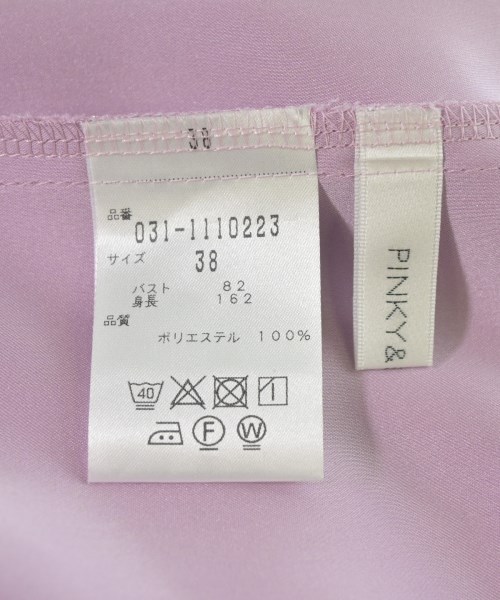 38
品番
031-1110223
サイズ 38
バスト 82
身長 162
品質
ポリエステル 100%
40
F W
PINKY&